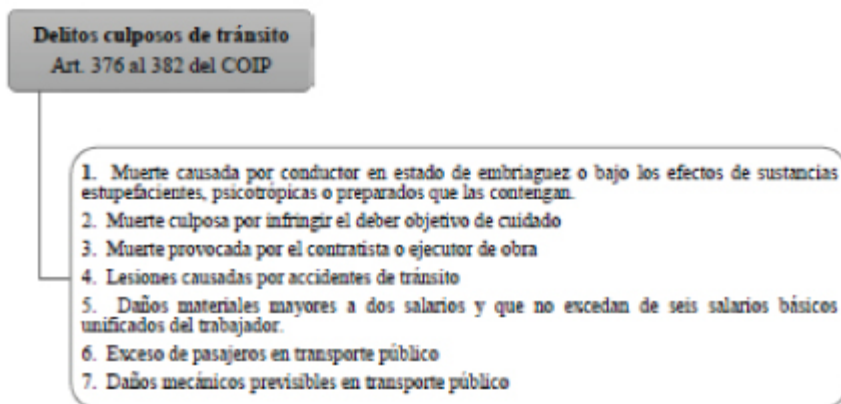 Delitos culposos de tránsito
Art. 376 al 382 del COIP
1. Muerte causada por conductor en estado de embriaguez o bajo los efectos de sustancias
estupefacientes, psicotrópicas o preparados que las contengan.
2. Muerte culposa por infringir el deber objetivo de cuidado
3. Muerte provocada por el contratista o ejecutor de obra
4. Lesiones causadas por accidentes de tránsito
5. Daños materiales mayores a dos salarios y que no excedan de seis salarios básicos
unificados del trabajador.
6. Exceso de pasajeros en transporte público
7. Daños mecánicos previsibles en transporte público